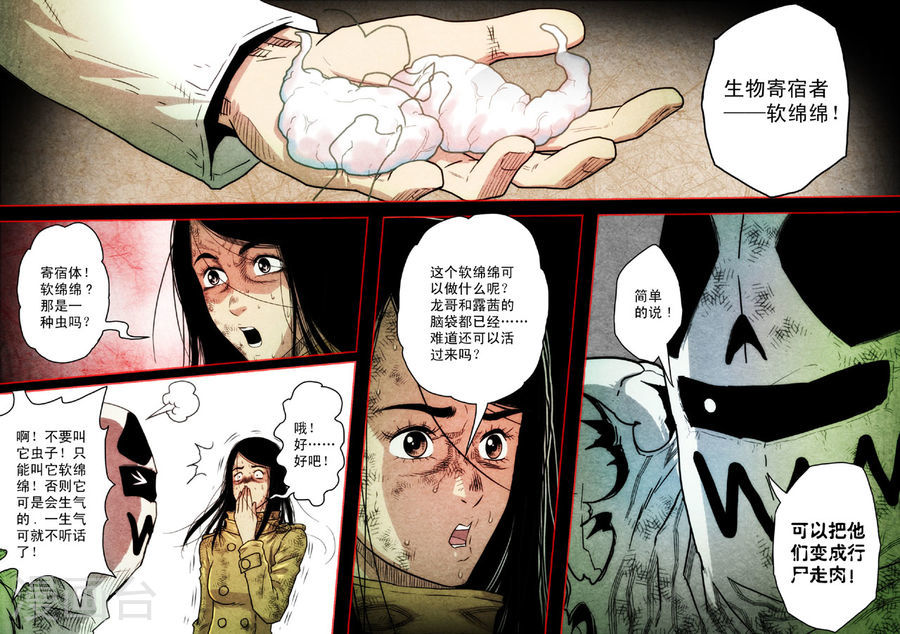 生物寄宿者
——软绵绵！
寄宿体！
软绵绵？
那是一
种虫吗？
啊！不要叫
它虫子！只
能叫它软绵
绵！否则它
可是会生气
的．一生气
可就不听话
了！
哦！
好……
好吧！
这个软绵绵可
以做什么呢？
龙哥和露茜的
脑袋都已经……
难道还可以活
过来吗？
简单
的说！
可以把他
们变成行
尸走肉！